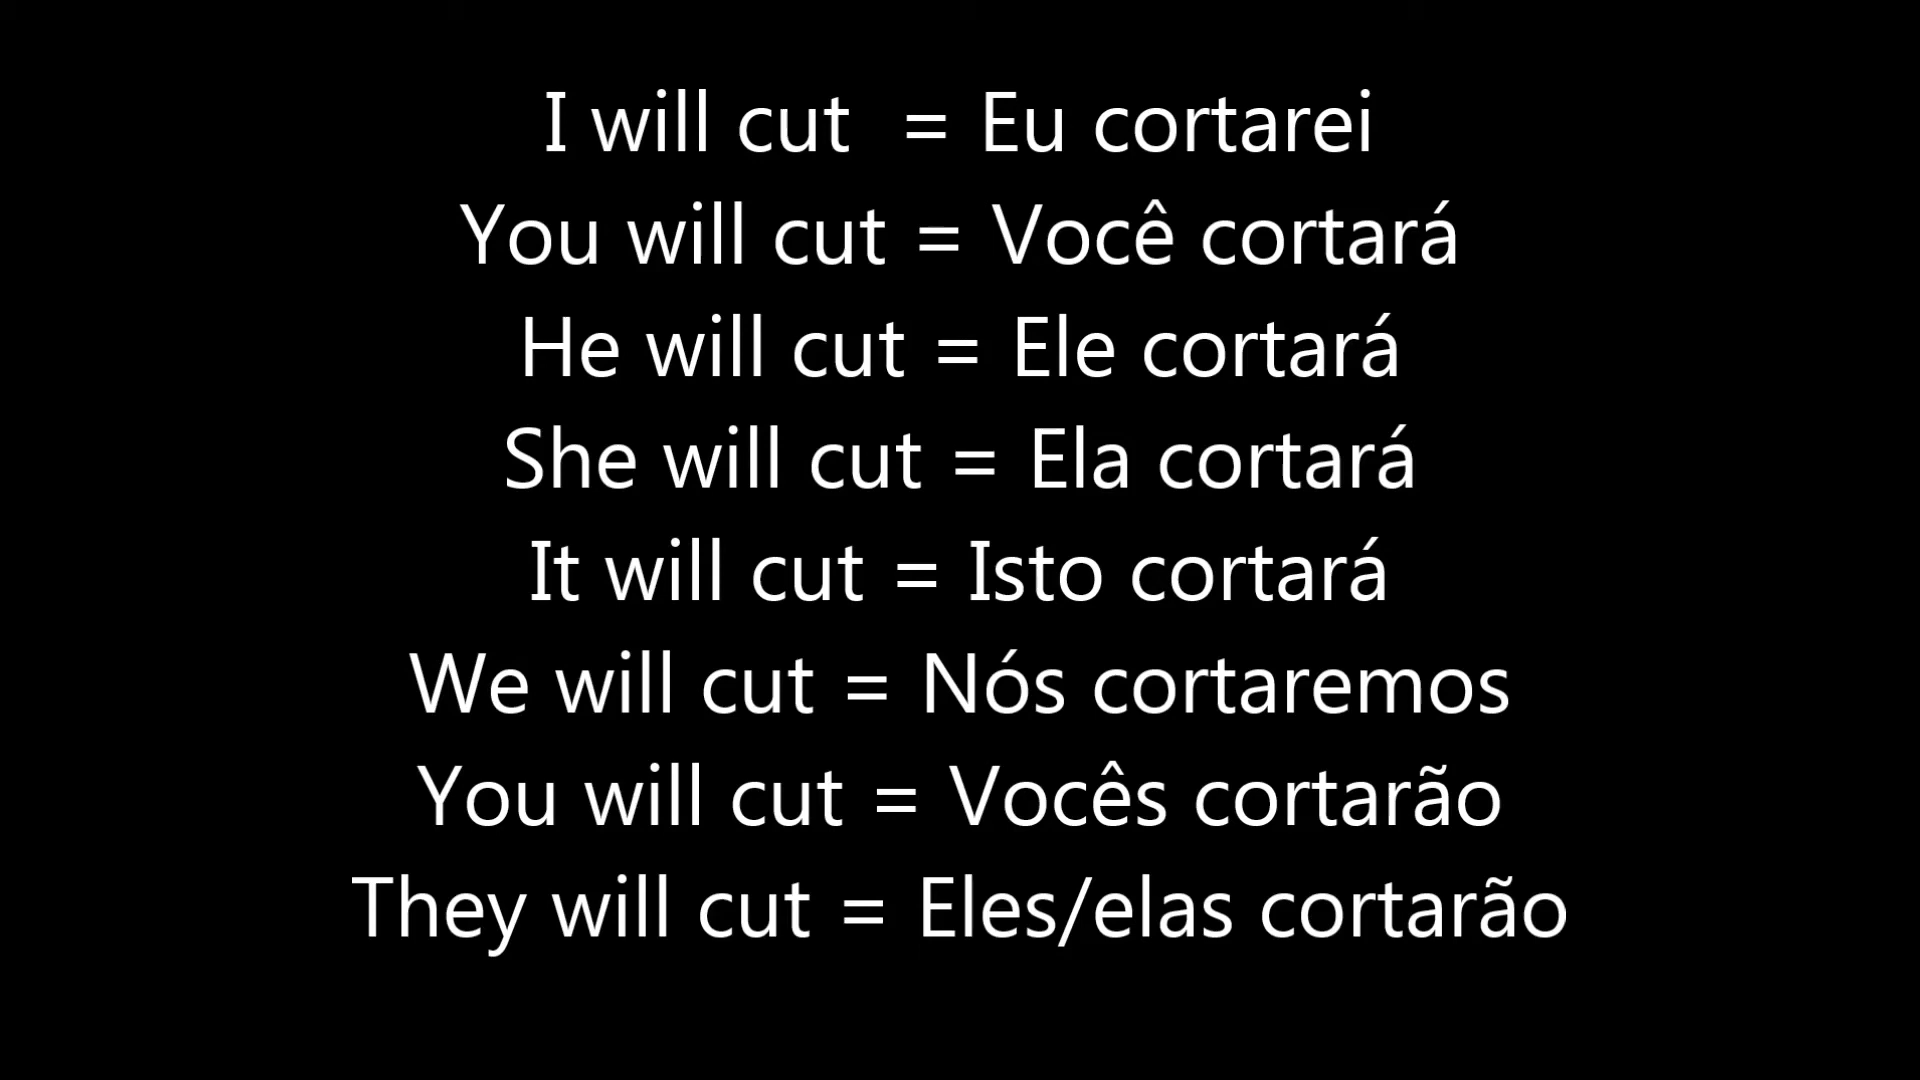 I will cut = Eu cortarei
You will cut = Você cortará
He will cut = Ele cortará
She will cut = Ela cortará
It will cut = Isto cortará
We will cut = Nós cortaremos
You will cut = Vocês cortarão
They will cut = Eles/elas cortarão